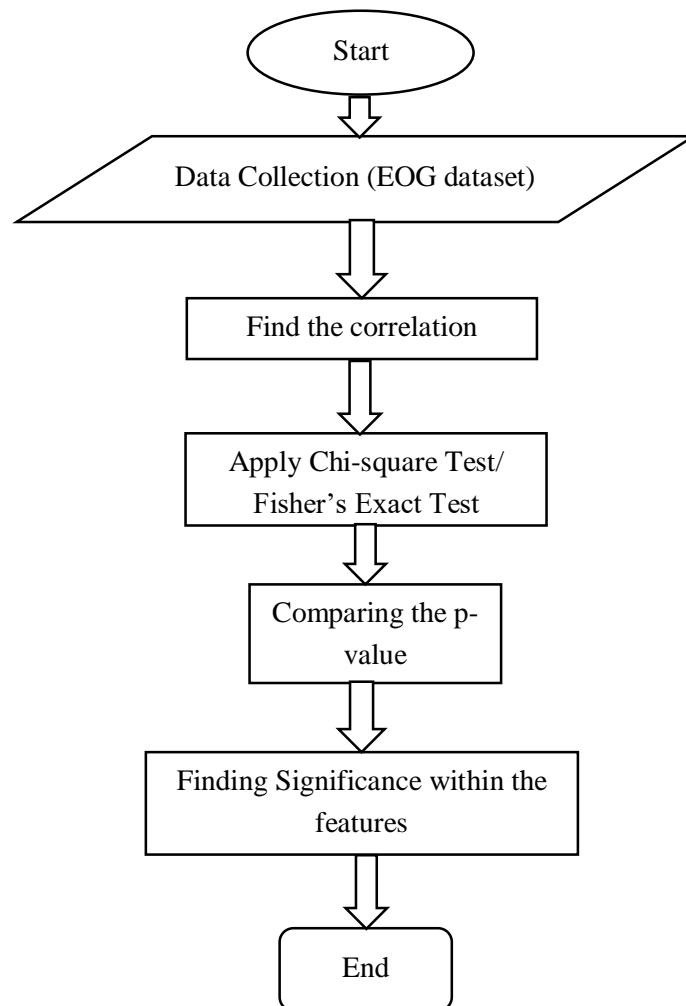 Start
Data Collection (EOG dataset)
Find the correlation
Apply Chi-square Test/
Fisher’s Exact Test
Comparing the p-
value
Finding Significance within the
features
End